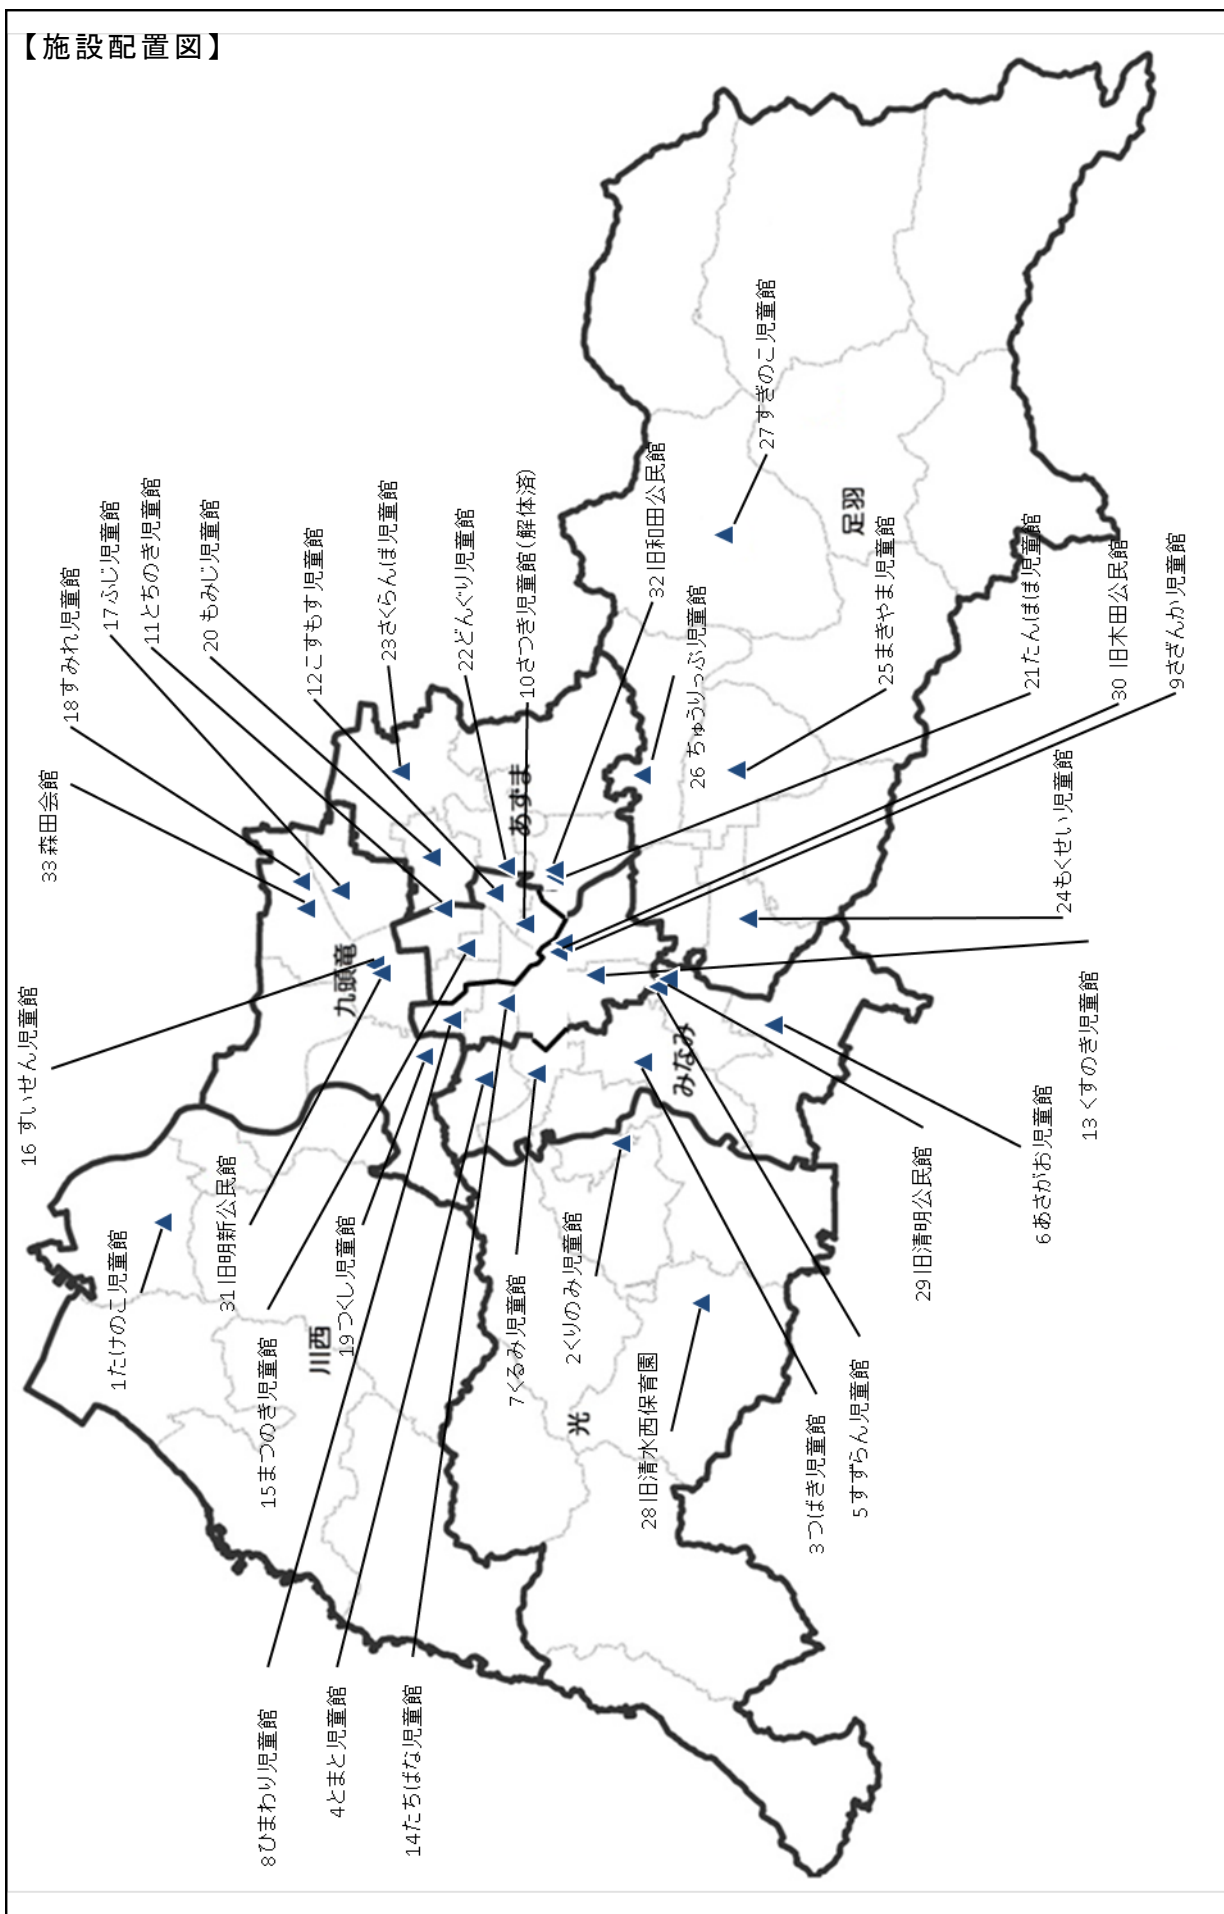 【施設配置図】
33 森田会館
18すみれ児童館
17ふじ児童館
11とちのき児童館
20 もみじ児童館
12こすもす児童館
23さくらんぼ児童館
22どんぐり児童館
10さつき児童館(解体済)
32旧和田公民館
26 ちゅうりっぷ児童館
27すぎのこ児童館
25まきやま児童館
21たんぽぽ児童館
30 旧木田公民館
9さざんか児童館
24もくせい児童館
13 くすのき児童館
6あさがお児童館
29旧清明公民館
5すずらん児童館
3つばき児童館
28旧清水西保育園
2くりのみ児童館
7くるみ児童館
14たちばな児童館
4とまと児童館
8ひまわり児童館
19つくし児童館
15まつのき児童館
31旧明新公民館
1たけのこ児童館
16 すいせん児童館
九頭竜
あずま
足羽
みなみ
川西
光